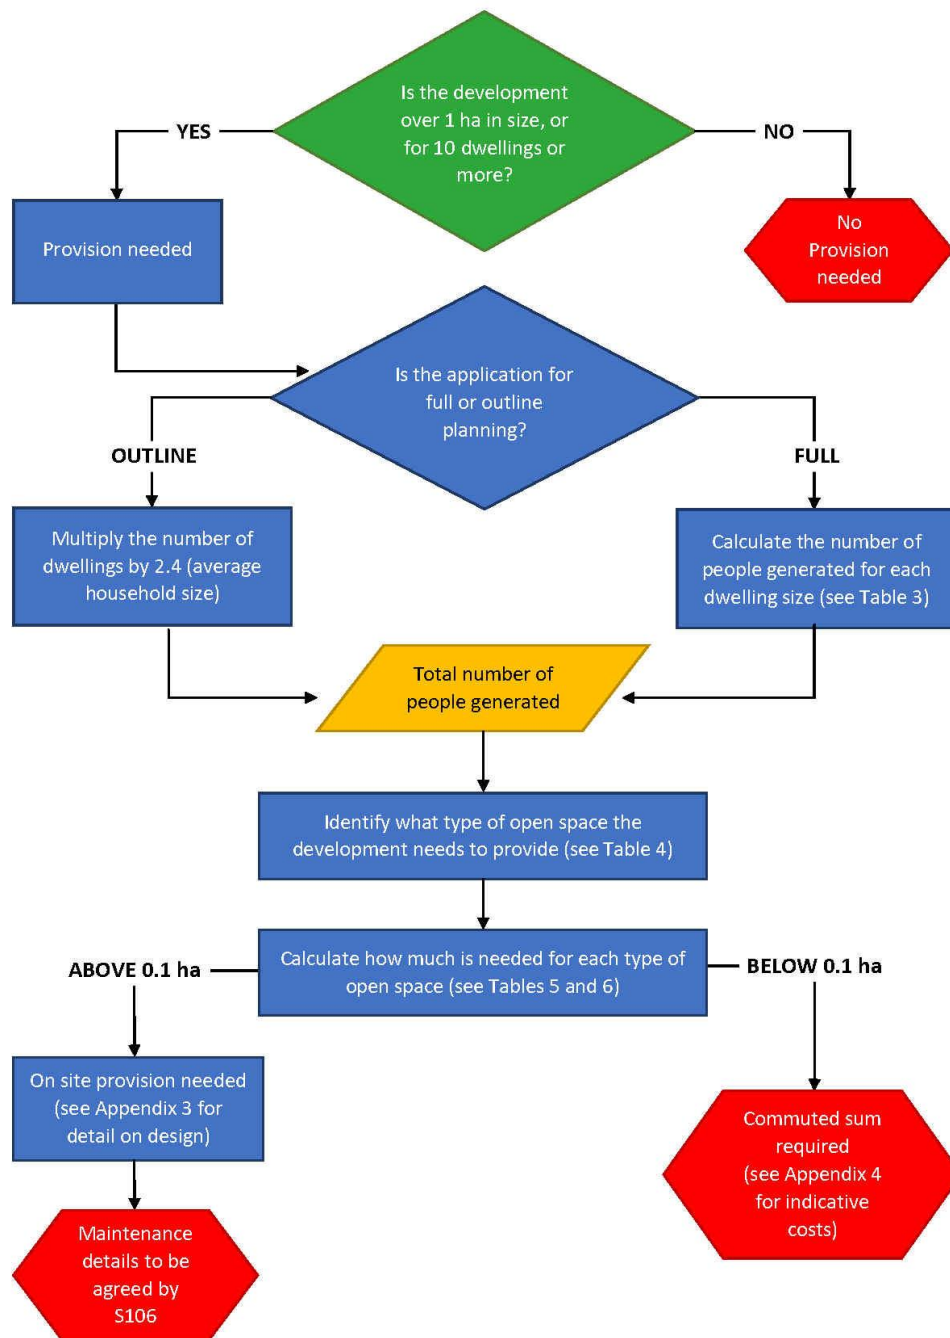 Is the development
over 1 ha in size, or
for 10 dwellings or
more?
YES
NO
Provision needed
No
Provision
needed
Is the application for
full or outline
planning?
OUTLINE
FULL
Multiply the number of
dwellings by 2.4 (average
household size)
Calculate the number of
people generated for each
dwelling size (see Table 3)
Total number of
people generated
Identify what type of open space the
development needs to provide (see Table 4)
ABOVE 0.1 ha
Calculate how much is needed for each type of
open space (see Tables 5 and 6)
BELOW 0.1 ha
On site provision needed
(see Appendix 3 for
detail on design)
Commuted sum
required
(see Appendix 4
for indicative
costs)
Maintenance
details to be
agreed by
S106